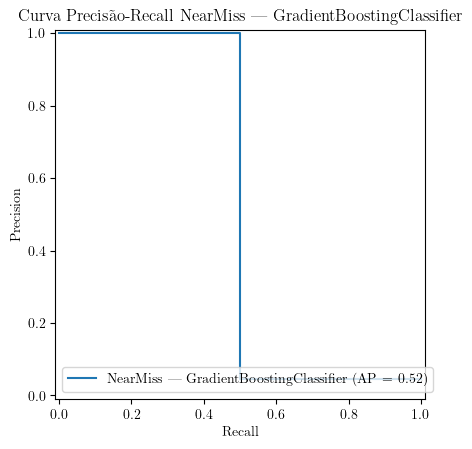 Curva Precisão-Recall NearMiss — GradientBoostingClassifier
1.0
0.8
0.6
0.4
0.2
0.0
Precision
NearMiss — GradientBoostingClassifier (AP = 0.52)
0.0 0.2 0.4 0.6 0.8 1.0
Recall